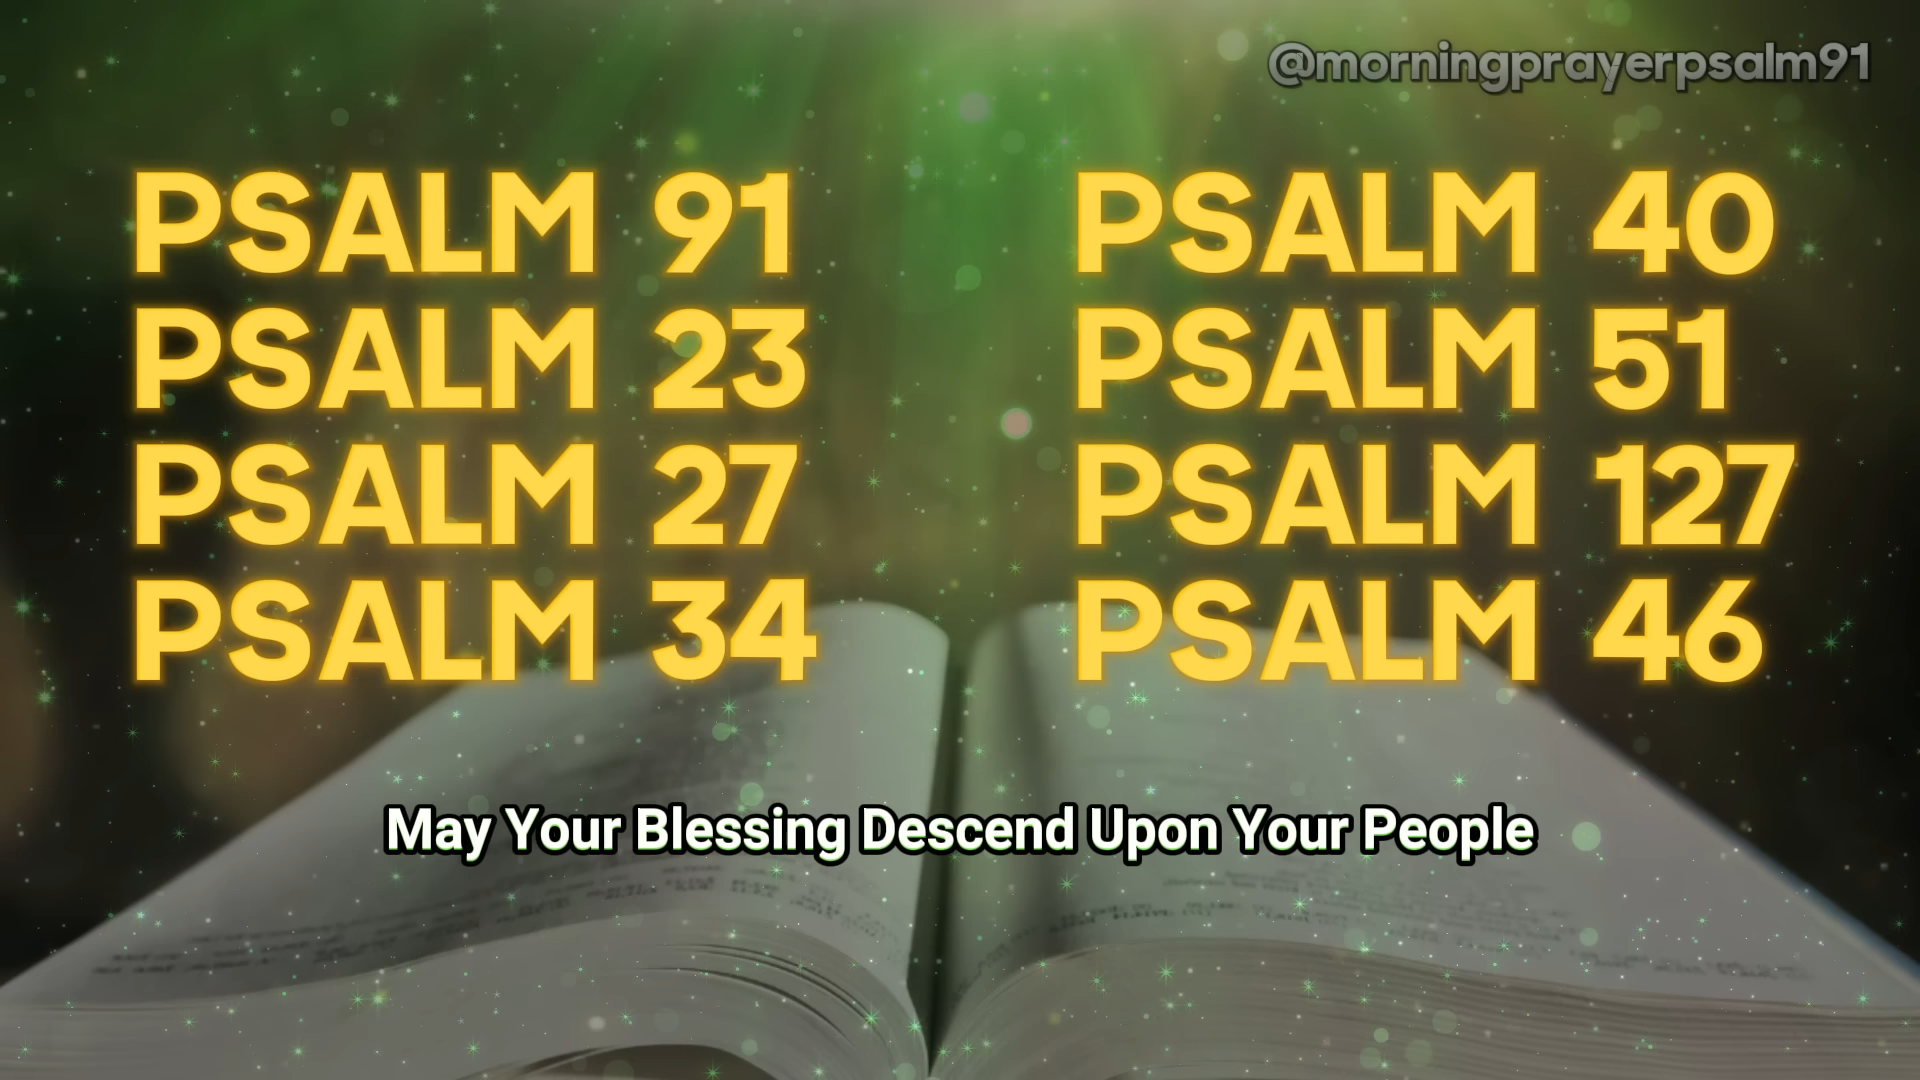 @morningprayerpsalm91
PSALM 91
PSALM 23
PSALM 27
PSALM 34
PSALM 40
PSALM 51
PSALM 127
PSALM 46
May Your Blessing Descend Upon Your People